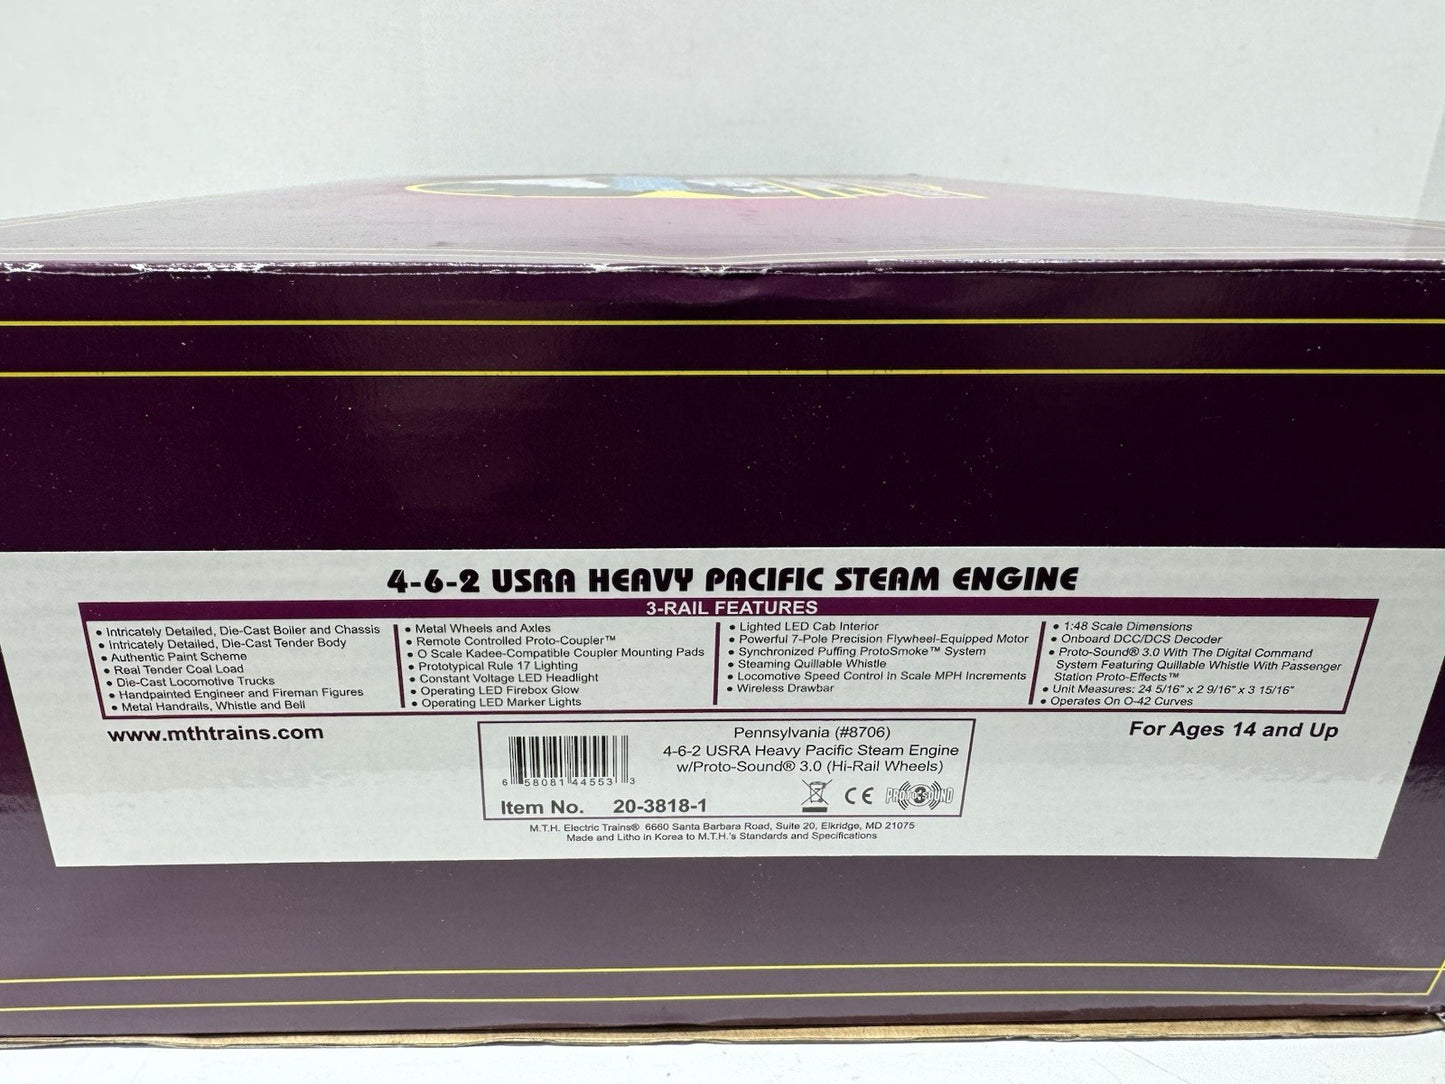 4-6-2 USRA HEAVY PACIFIC STEAM ENGINE
3-RAIL FEATURES
• Intricately Detailed, Die-Cast Boiler and Chassis
• Intricately Detailed, Die-Cast Tender Body
• Authentic Paint Scheme
• Real Tender Coal Load
• Die-Cast Locomotive Trucks
• Handpainted Engineer and Fireman Figures
• Metal Handrails, Whistle and Bell
• Metal Wheels and Axles
• Remote Controlled Proto-Coupler™
• O Scale Kadee-Compatible Coupler Mounting Pads
• Prototypical Rule 17 Lighting
• Constant Voltage LED Headlight
• Operating LED Firebox Glow
• Operating LED Marker Lights
• Lighted LED Cab Interior
• Powerful 7-Pole Precision Flywheel-Equipped Motor
• Synchronized Puffing ProtoSmoke™ System
• Steaming Quillable Whistle
• Locomotive Speed Control In Scale MPH Increments
• Wireless Drawbar
• 1:48 Scale Dimensions
• Onboard DCC/DCS Decoder
• Proto-Sound® 3.0 With The Digital Command
System Featuring Quillable Whistle With Passenger
Station Proto-Effects™
• Unit Measures: 24 5/16" x 2 9/16" x 3 15/16"
• Operates On O-42 Curves
www.mthtrains.com
For Ages 14 and Up
6 58081 44553 3
Item No. 20-3818-1
Pennsylvania (#8706)
4-6-2 USRA Heavy Pacific Steam Engine
w/Proto-Sound® 3.0 (Hi-Rail Wheels)
CE
PROTO-SOUND 3
M.T.H. Electric Trains® 6660 Santa Barbara Road, Suite 20, Elkridge, MD 21075
Made and Litho in Korea to M.T.H.'s Standards and Specifications